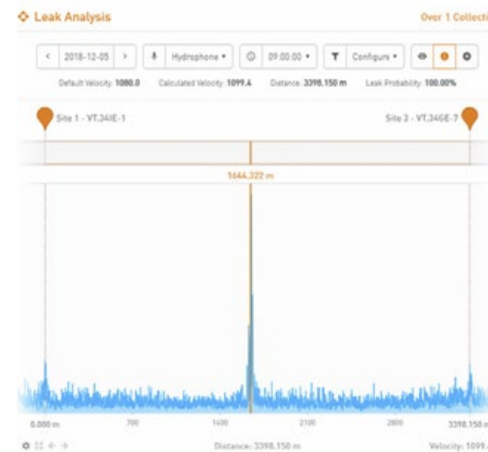 Leak Analysis Over 1 Collecti
2018-12-05 Hydrophone 09:00:00 Configure
Default Velocity: 1080.0 Calculated Velocity: 1099.4 Distance: 3398.150 m Leak Probability: 100.00%
Site 1 - VT.34IE-1 Site 3 - VT.34GE-7
1644.322 m
0.000 m 700 1400 2100 2800 3398.150 m
Distance: 3398.150 m Velocity: 1099.